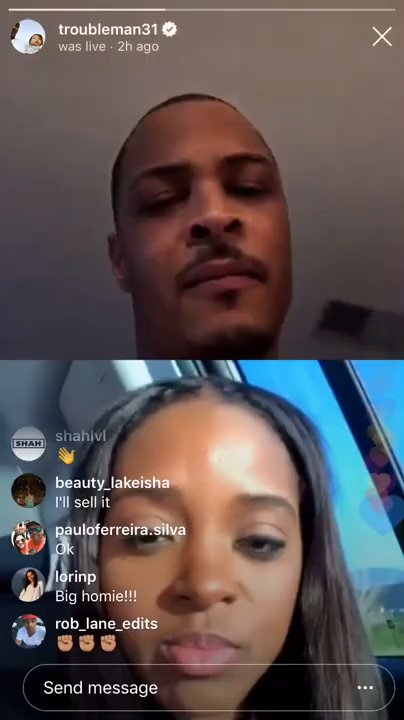 troubleman31
was live · 2h ago
SHAH
shahlvl
👋
beauty_lakeisha
I'll sell it
pauloferreira.silva
Ok
lorinp
Big homie!!!
rob_lane_edits
✊🏽✊🏽✊🏽
Send message